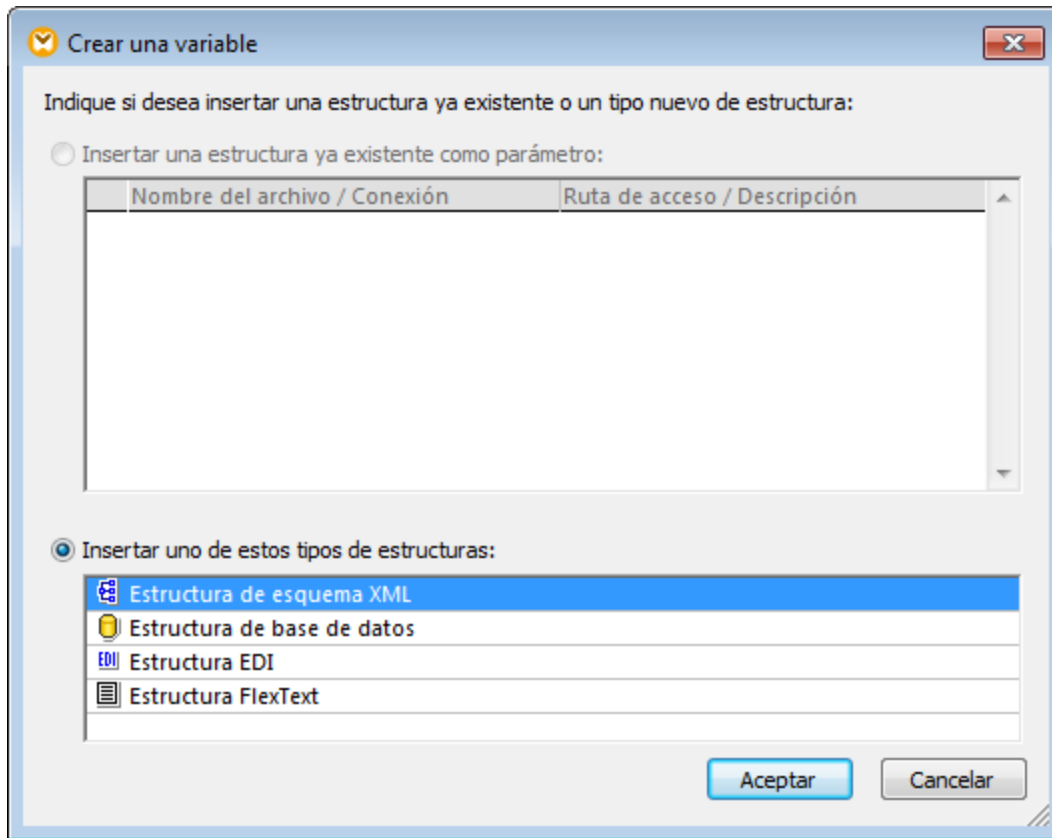 Crear una variable
Indique si desea insertar una estructura ya existente o un tipo nuevo de estructura:
Insertar una estructura ya existente como parámetro:
Nombre del archivo / Conexión Ruta de acceso / Descripción
Insertar uno de estos tipos de estructuras:
Estructura de esquema XML
Estructura de base de datos
EDI Estructura EDI
Estructura FlexText
Aceptar Cancelar